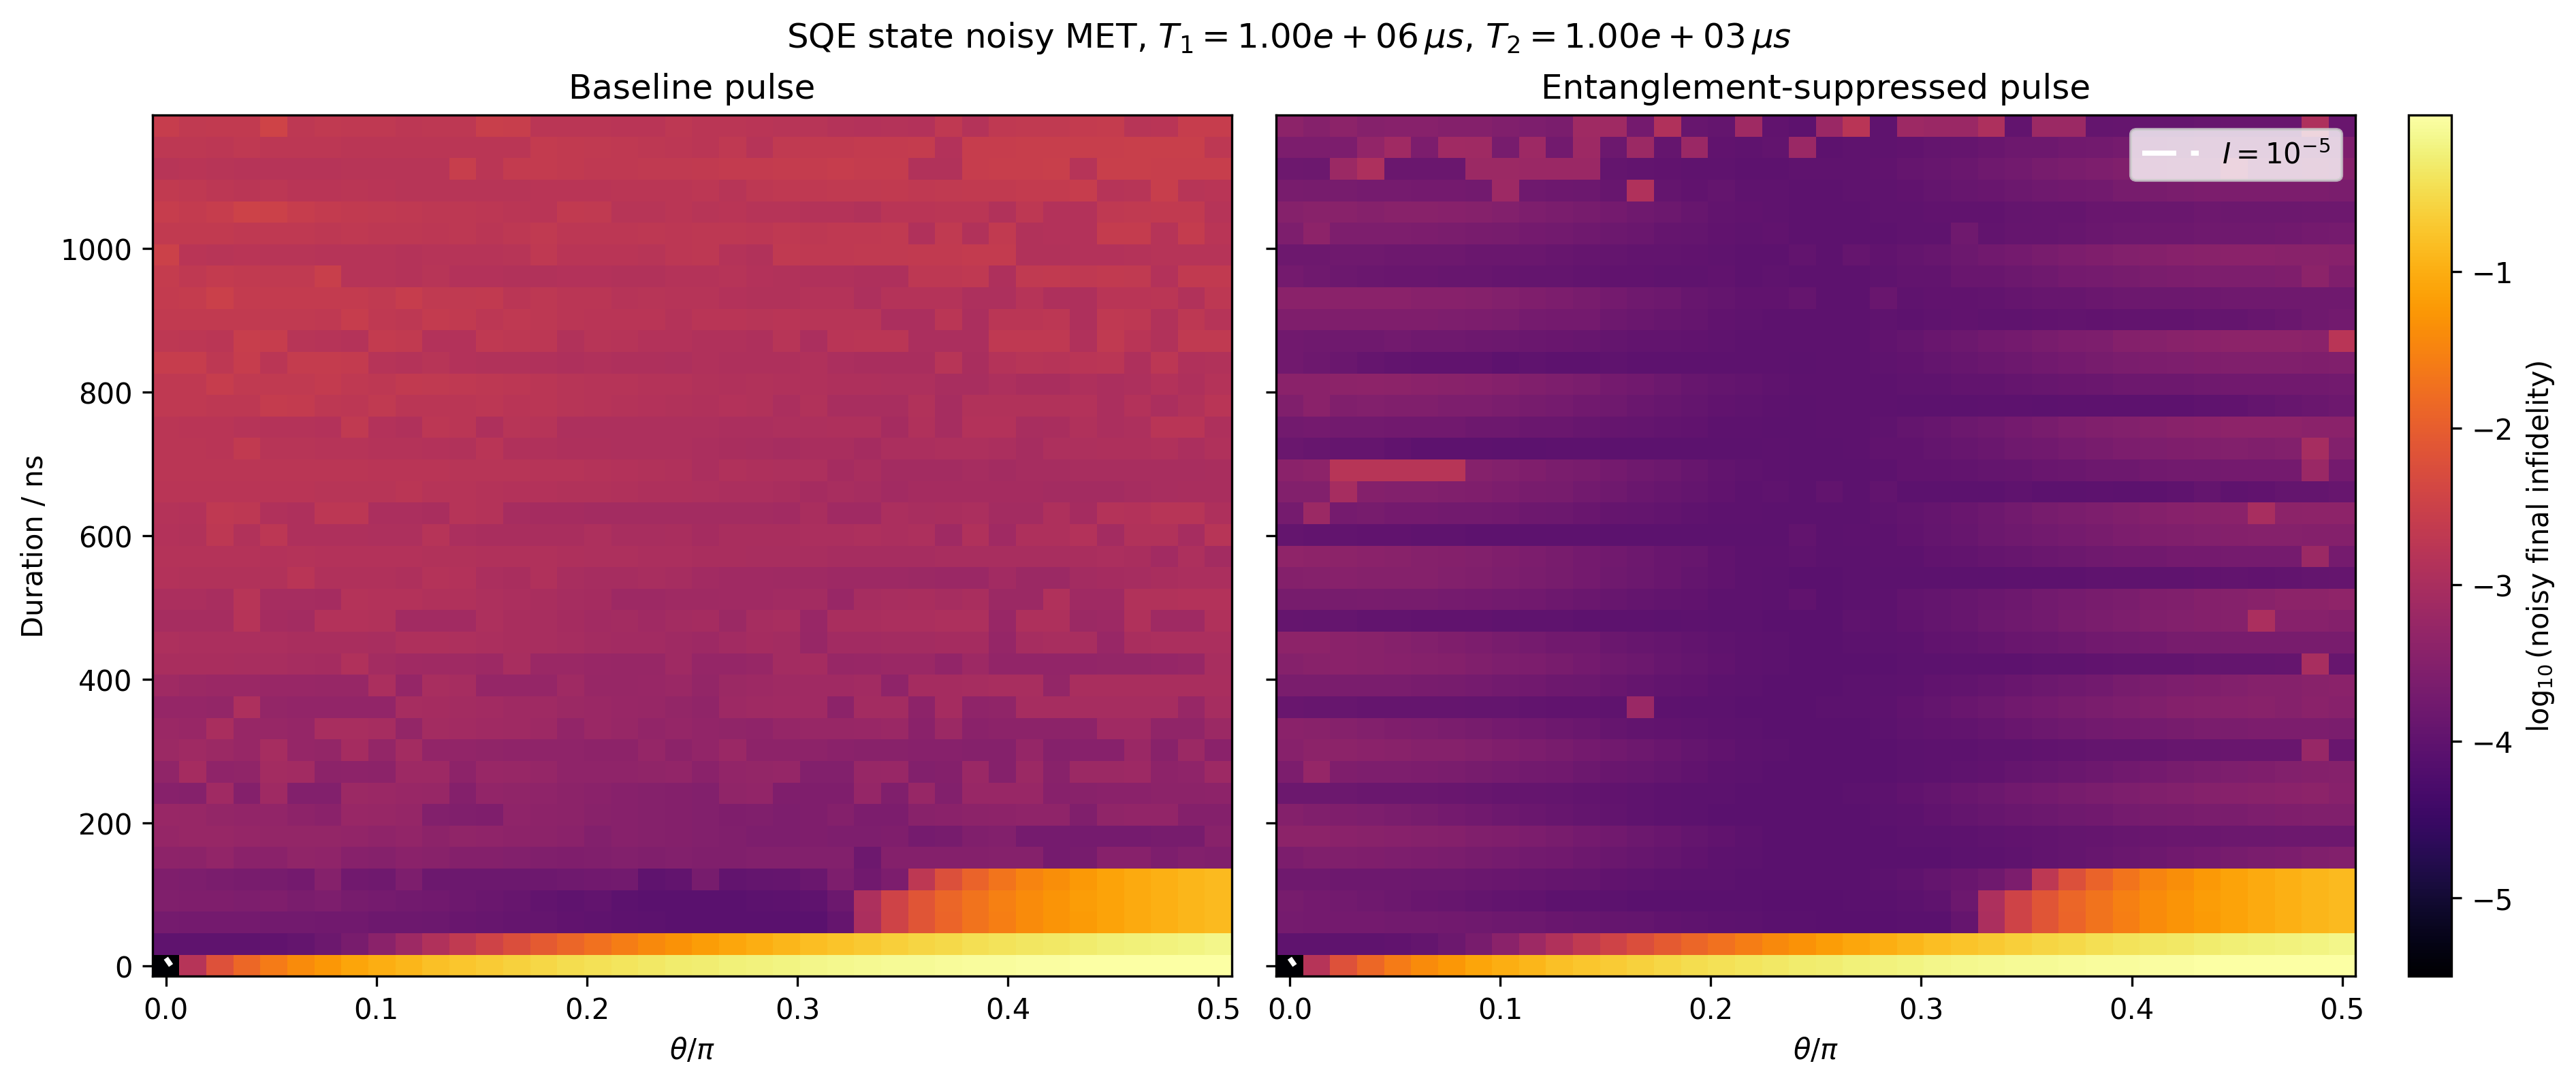 SQE state noisy MET, T₁ = 1.00e + 06 μs, T₂ = 1.00e + 03 μs
Baseline pulse
Entanglement-suppressed pulse
I = 10⁻⁵
1000
800
600
400
200
0
Duration / ns
0.0 0.1 0.2 0.3 0.4 0.5
θ/π
0.0 0.1 0.2 0.3 0.4 0.5
θ/π
−1
−2
−3
−4
−5
log₁₀(noisy final infidelity)